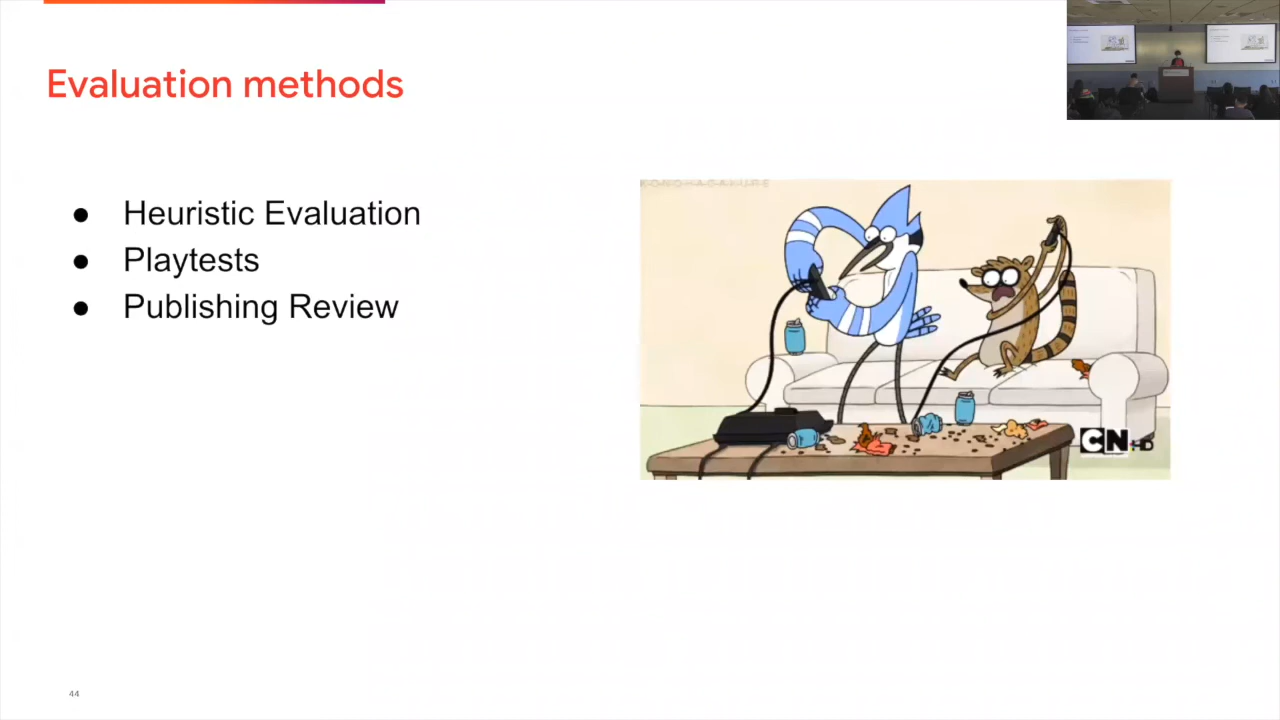 Evaluation methods
● Heuristic Evaluation
● Playtests
● Publishing Review
CN HD
44